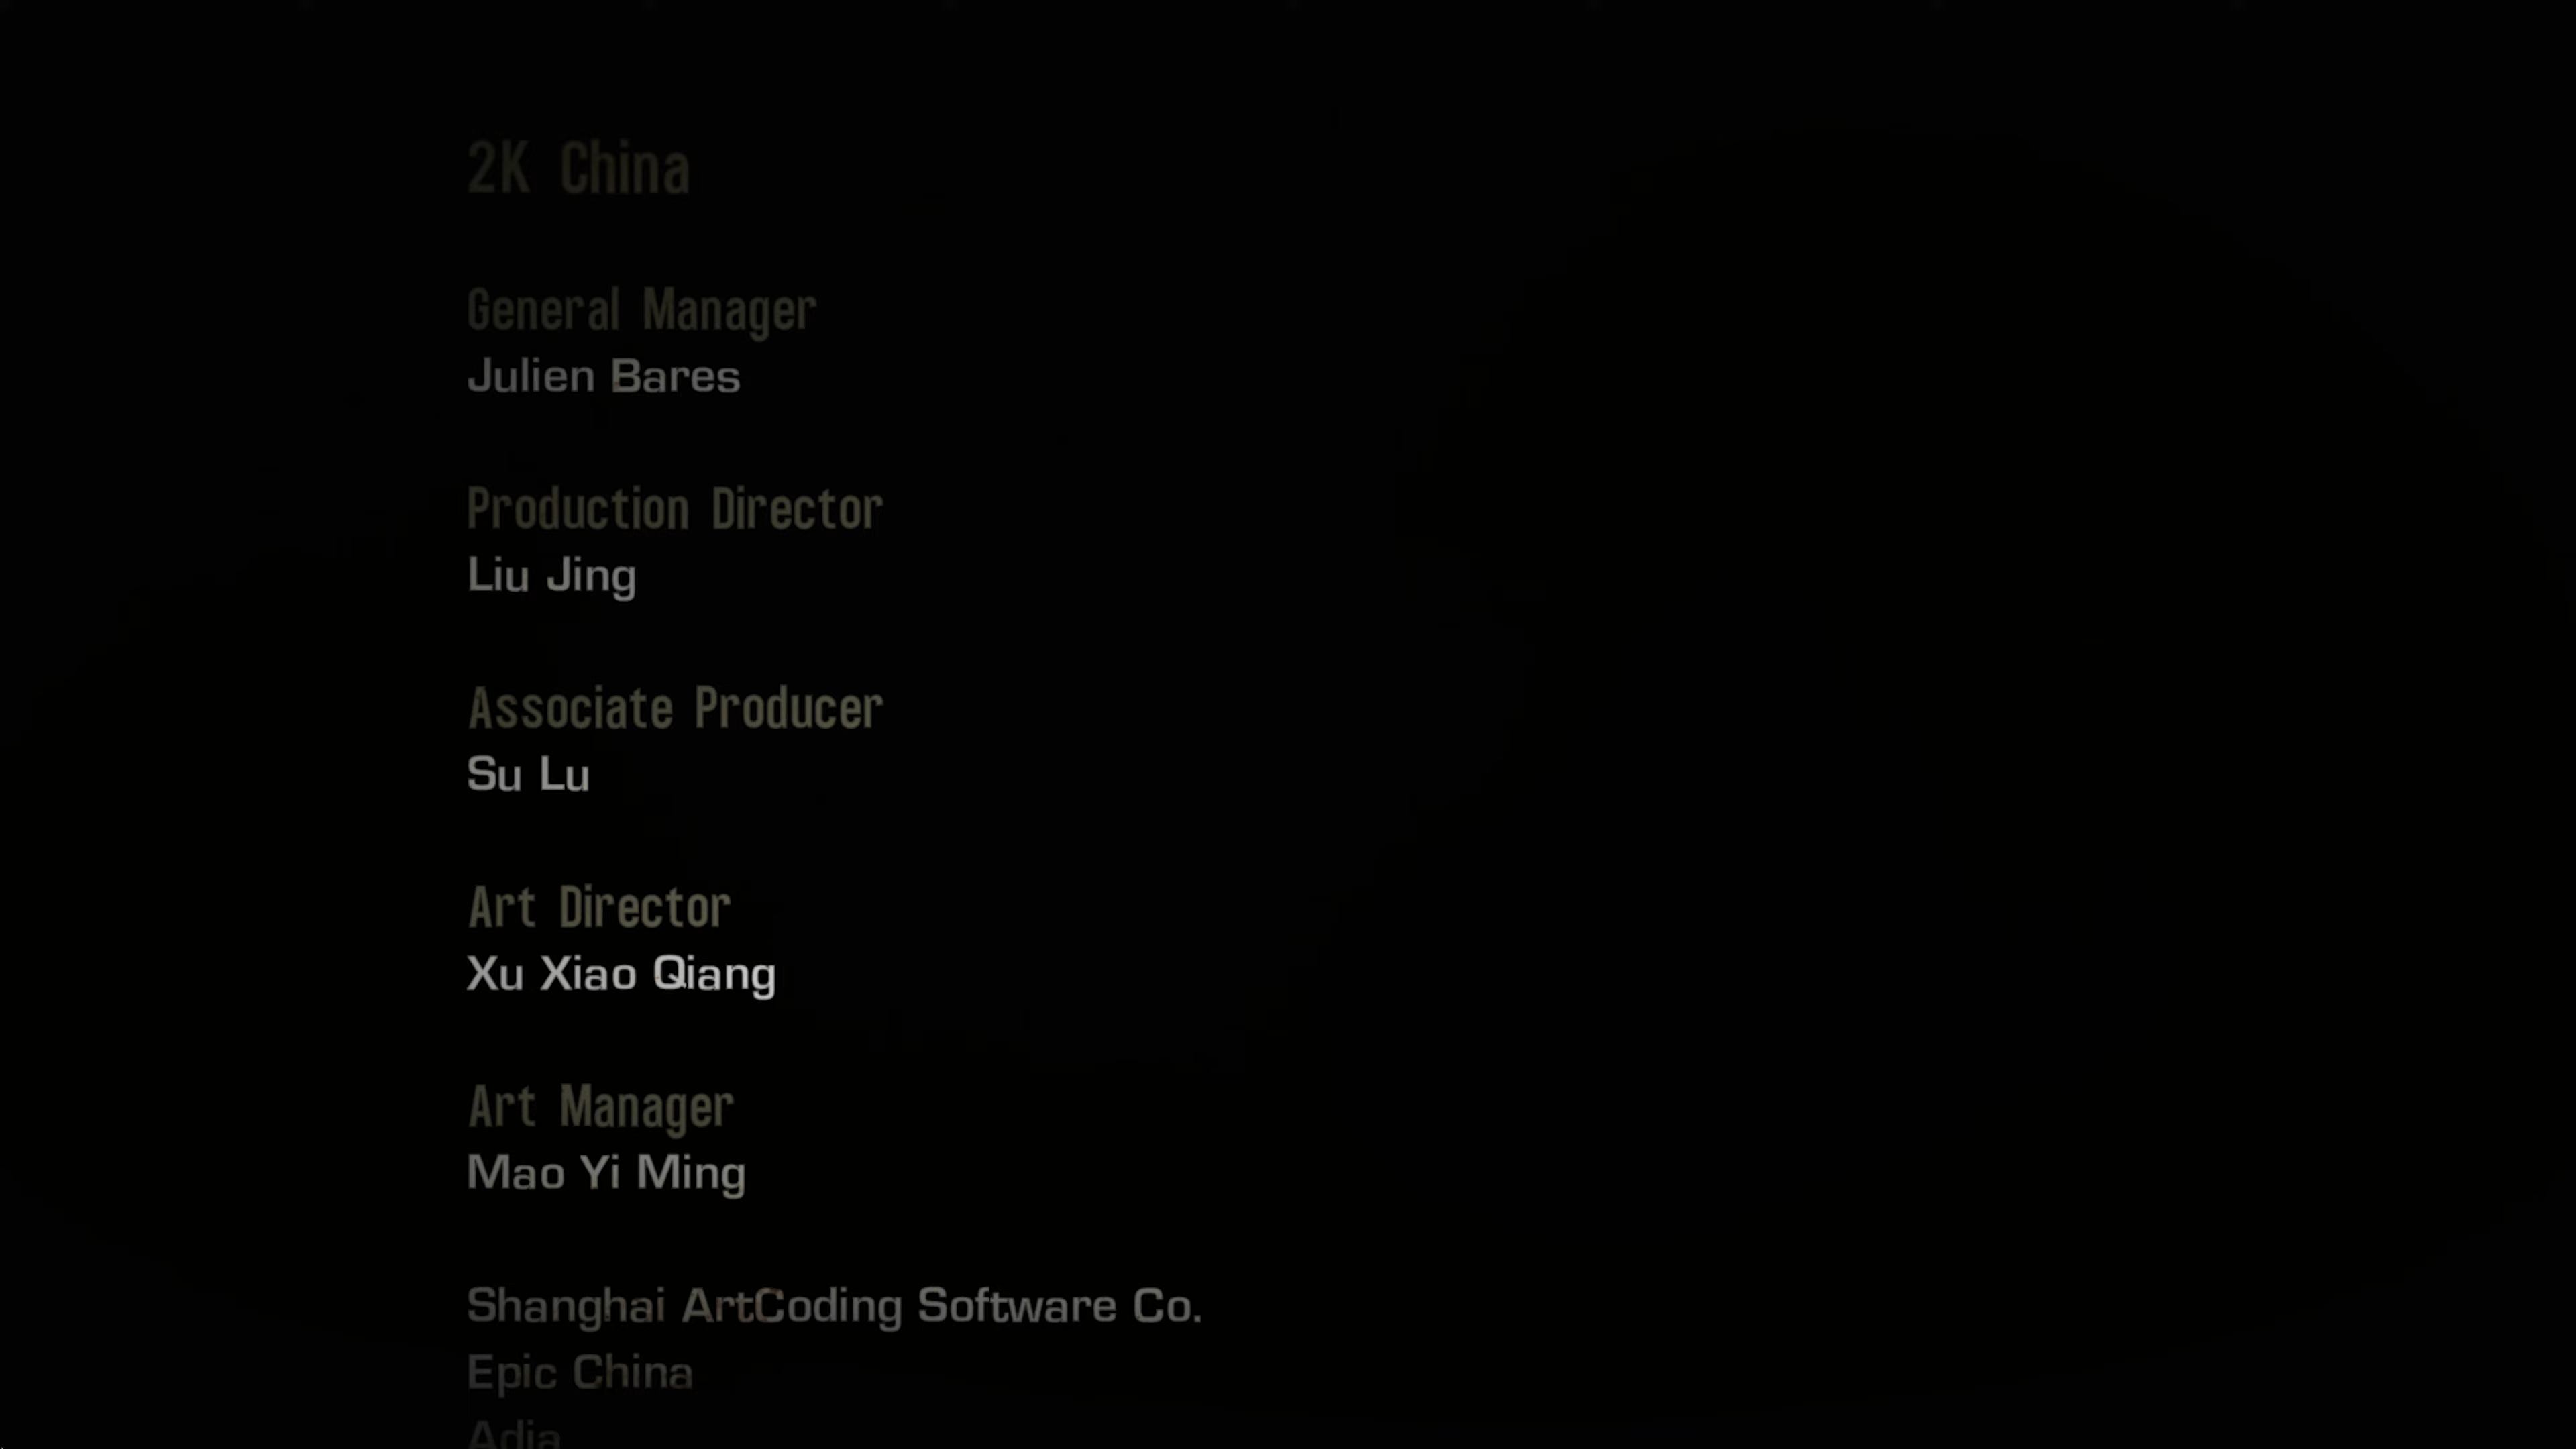 2K China
General Manager
Julien Bares
Production Director
Liu Jing
Associate Producer
Su Lu
Art Director
Xu Xiao Qiang
Art Manager
Mao Yi Ming
Shanghai ArtCoding Software Co.
Epic China
Adia